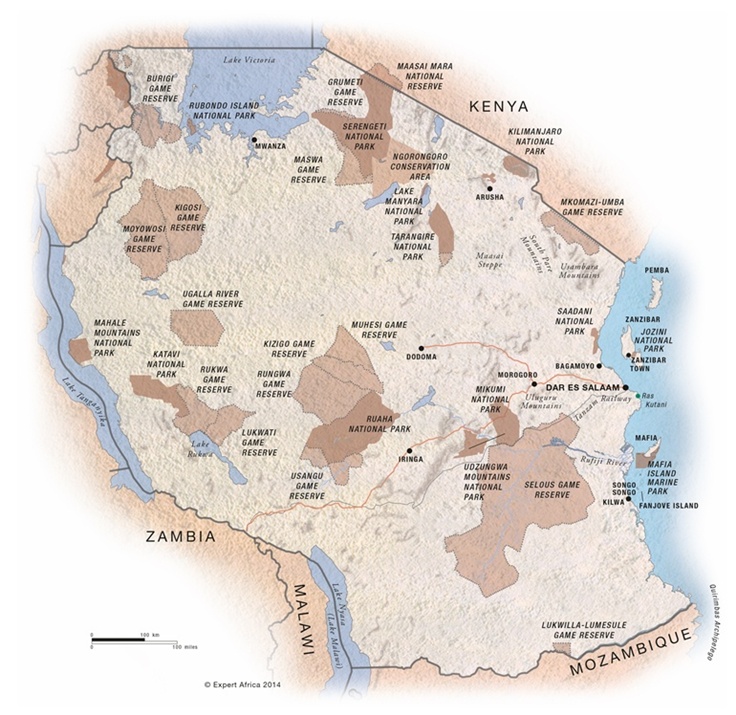 Lake Victoria
BURIGI
GAME
RESERVE
RUBONDO ISLAND
NATIONAL PARK
GRUMETI
GAME
RESERVE
MAASAI MARA
NATIONAL
RESERVE
KENYA
SERENGETI
NATIONAL
PARK
MWANZA
MASWA
GAME
RESERVE
NGORONGORO
CONSERVATION
AREA
KILIMANJARO
NATIONAL
PARK
ARUSHA
LAKE
MANYARA
NATIONAL
PARK
MKOMAZI-UMBA
GAME RESERVE
KIGOSI
GAME
RESERVE
MOYOWOSI
GAME
RESERVE
TARANGIRE
NATIONAL
PARK
Maasai
Steppe
South Pare
Mountains
Usambara
Mountains
PEMBA
UGALLA RIVER
GAME RESERVE
SAADANI
NATIONAL
PARK
ZANZIBAR
JOZINI
NATIONAL
PARK
ZANZIBAR
TOWN
MAHALE
MOUNTAINS
NATIONAL
PARK
MUHESI GAME
RESERVE
KIZIGO GAME
RESERVE
DODOMA
BAGAMOYO
KATAVI
NATIONAL
PARK
RUKWA
GAME
RESERVE
RUNGWA
GAME
RESERVE
MOROGORO
DAR ES SALAAM
MIKUMI
NATIONAL
PARK
Uluguru
Mountains
Tanzam Railway
Ras
Kutani
Lake Tanganyika
RUAHA
NATIONAL PARK
Lake
Rukwa
LUKWATI
GAME
RESERVE
IRINGA
MAFIA
MAFIA
ISLAND
MARINE
PARK
Rufiji River
USANGU
GAME
RESERVE
UDZUNGWA
MOUNTAINS
NATIONAL
PARK
SELOUS GAME
RESERVE
SONGO
SONGO
KILWA
FANJOVE ISLAND
ZAMBIA
MALAWI
Lake Nyasa
(Lake Malawi)
LUKWILLA-LUMESULE
GAME RESERVE
MOZAMBIQUE
Quirimbas Archipelago
0 100 km
0 100 miles
© Expert Africa 2014